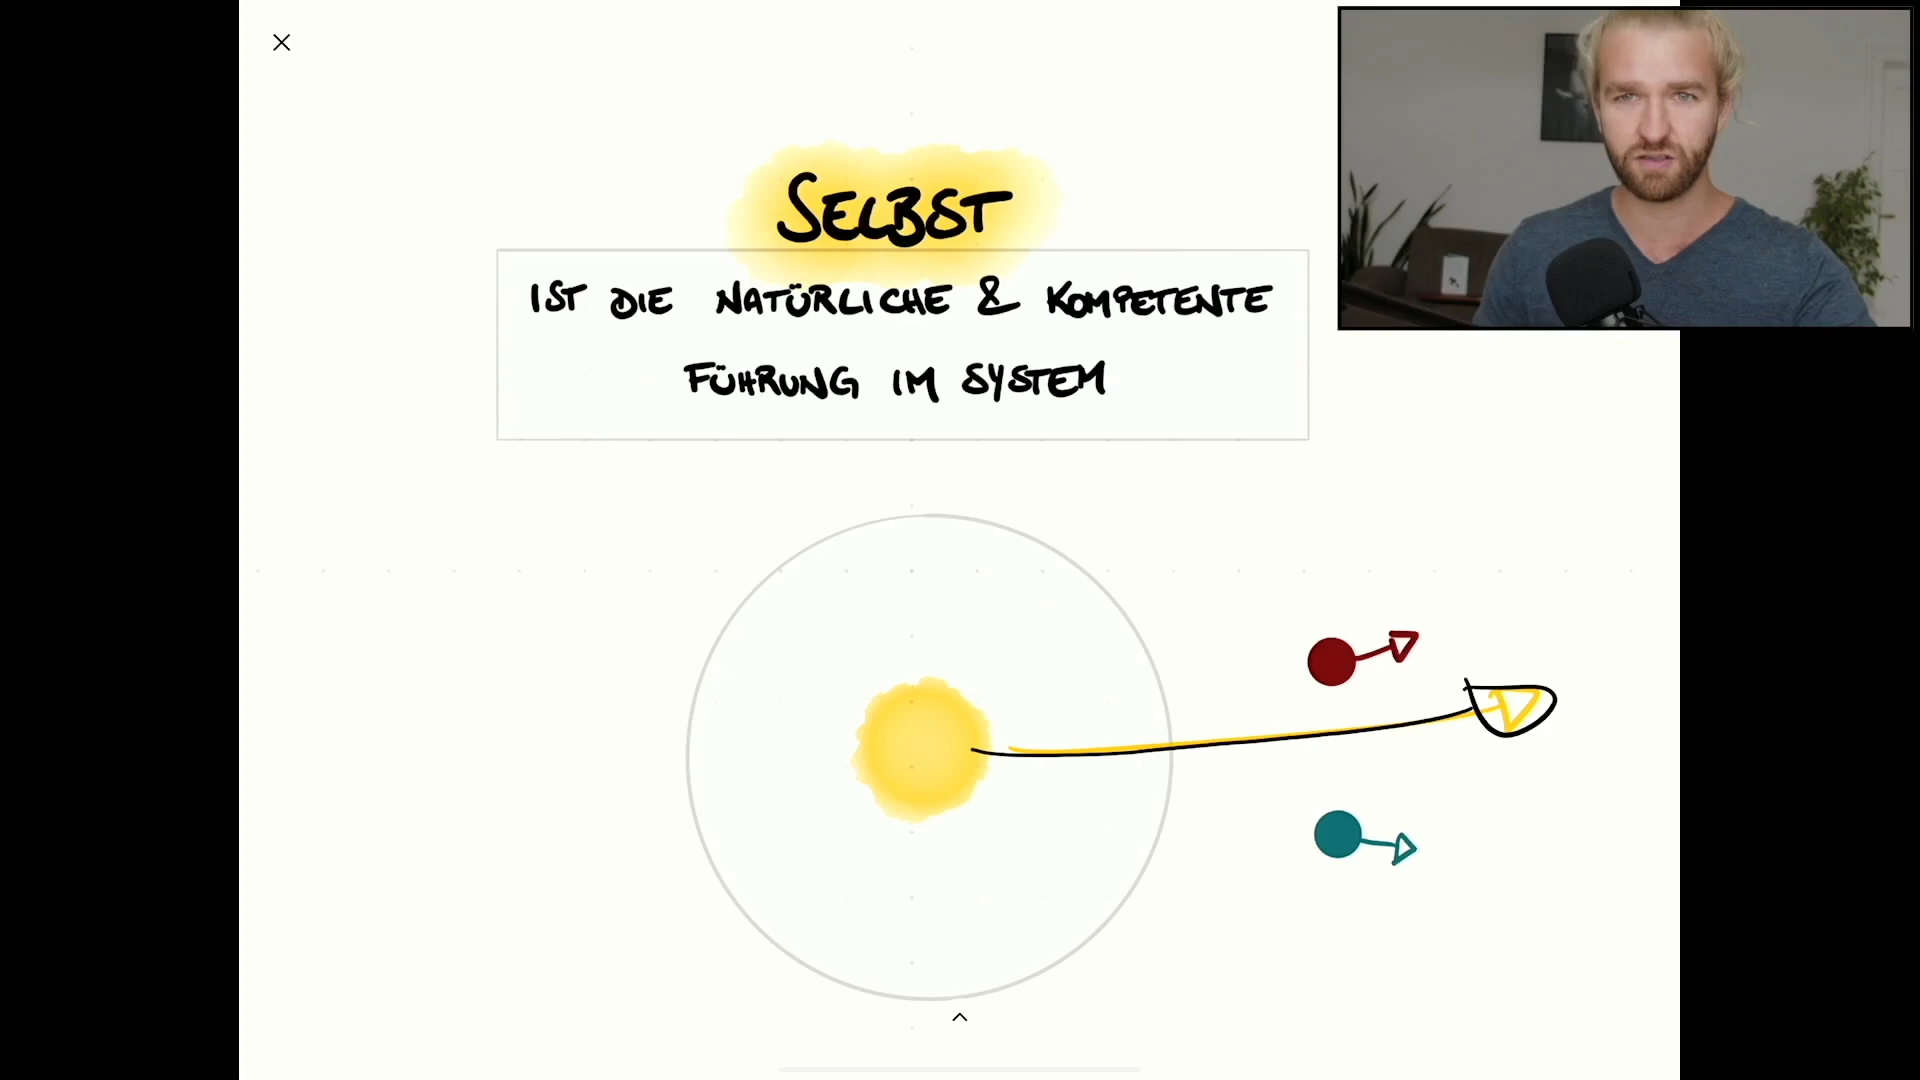 SELBST
IST DIE NATÜRLICHE & KOMPETENTE
FÜHRUNG IM SYSTEM